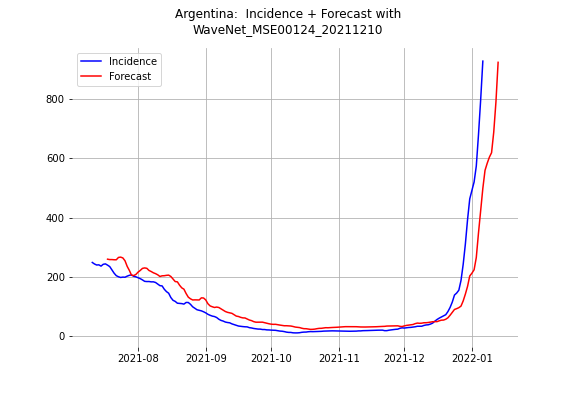 Argentina:  Incidence + Forecast with
WaveNet_MSE00124_20211210
Incidence
Forecast
800
600
400
200
0
2021-08 2021-09 2021-10 2021-11 2021-12 2022-01